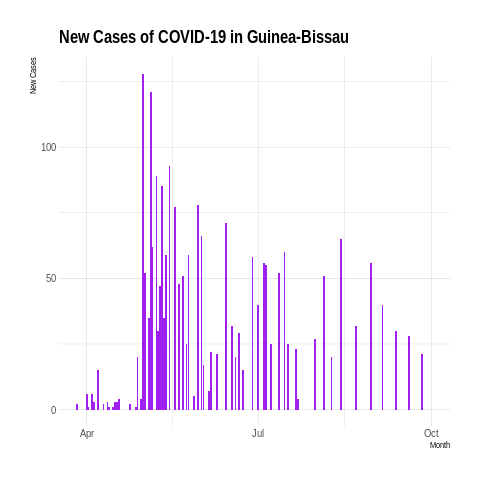 New Cases of COVID-19 in Guinea-Bissau
New Cases
100
50
0
Apr
Jul
Oct
Month